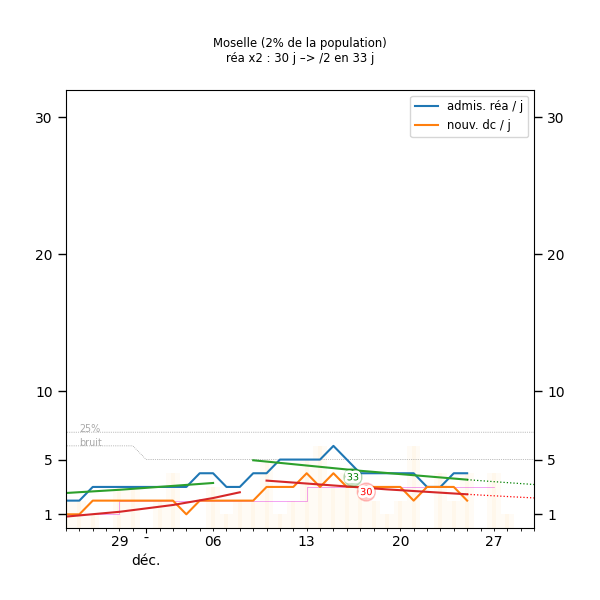 Moselle (2% de la population)
réa x2 : 30 j –> /2 en 33 j
admis. réa / j
nouv. dc / j
30 30
20 20
10 10
25%
bruit
5 5
33
30
1 1
29 - 06 13 20 27
déc.